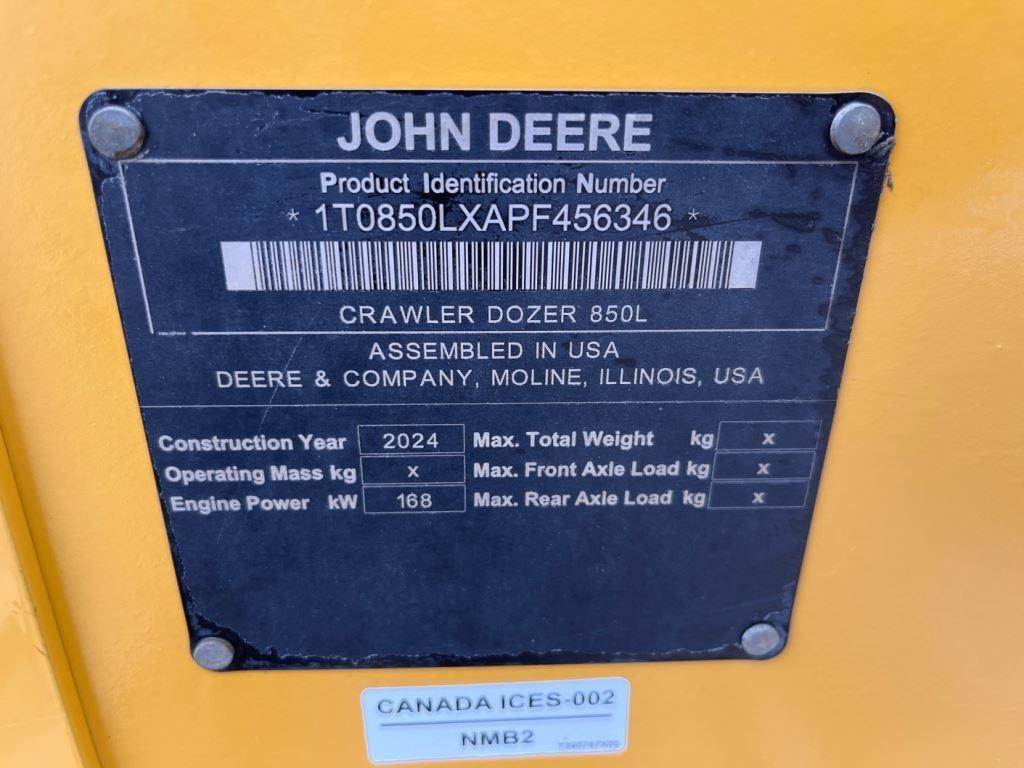 JOHN DEERE
Product Identification Number
* 1T0850LXAPF456346 *
CRAWLER DOZER 850L
ASSEMBLED IN USA
DEERE & COMPANY, MOLINE, ILLINOIS, USA
Construction Year 2024 Max. Total Weight kg x
Operating Mass kg x Max. Front Axle Load kg x
Engine Power kW 168 Max. Rear Axle Load kg x
CANADA ICES-002
NMB2